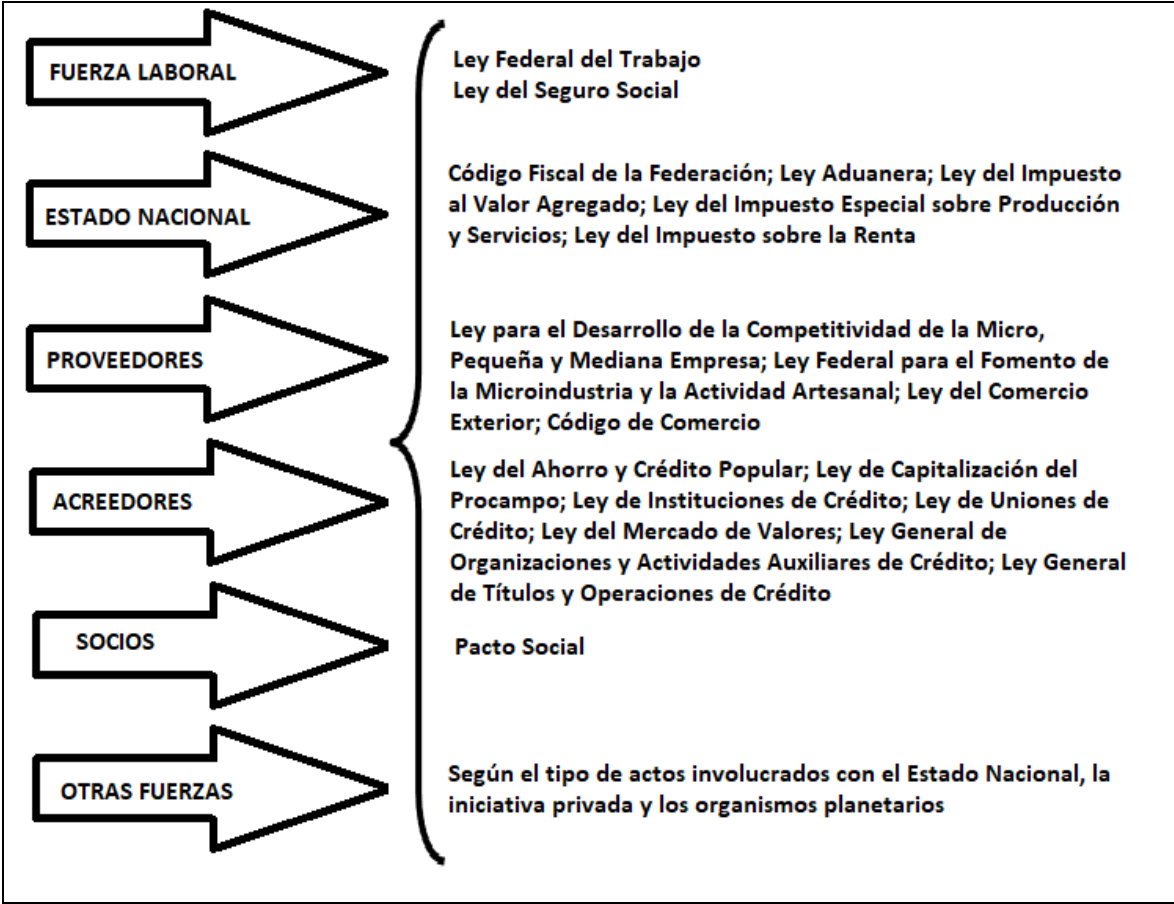 FUERZA LABORAL
Ley Federal del Trabajo
Ley del Seguro Social
ESTADO NACIONAL
Código Fiscal de la Federación; Ley Aduanera; Ley del Impuesto
al Valor Agregado; Ley del Impuesto Especial sobre Producción
y Servicios; Ley del Impuesto sobre la Renta
PROVEEDORES
Ley para el Desarrollo de la Competitividad de la Micro,
Pequeña y Mediana Empresa; Ley Federal para el Fomento de
la Microindustria y la Actividad Artesanal; Ley del Comercio
Exterior; Código de Comercio
ACREEDORES
Ley del Ahorro y Crédito Popular; Ley de Capitalización del
Procampo; Ley de Instituciones de Crédito; Ley de Uniones de
Crédito; Ley del Mercado de Valores; Ley General de
Organizaciones y Actividades Auxiliares de Crédito; Ley General
de Títulos y Operaciones de Crédito
SOCIOS
Pacto Social
OTRAS FUERZAS
Según el tipo de actos involucrados con el Estado Nacional, la
iniciativa privada y los organismos planetarios